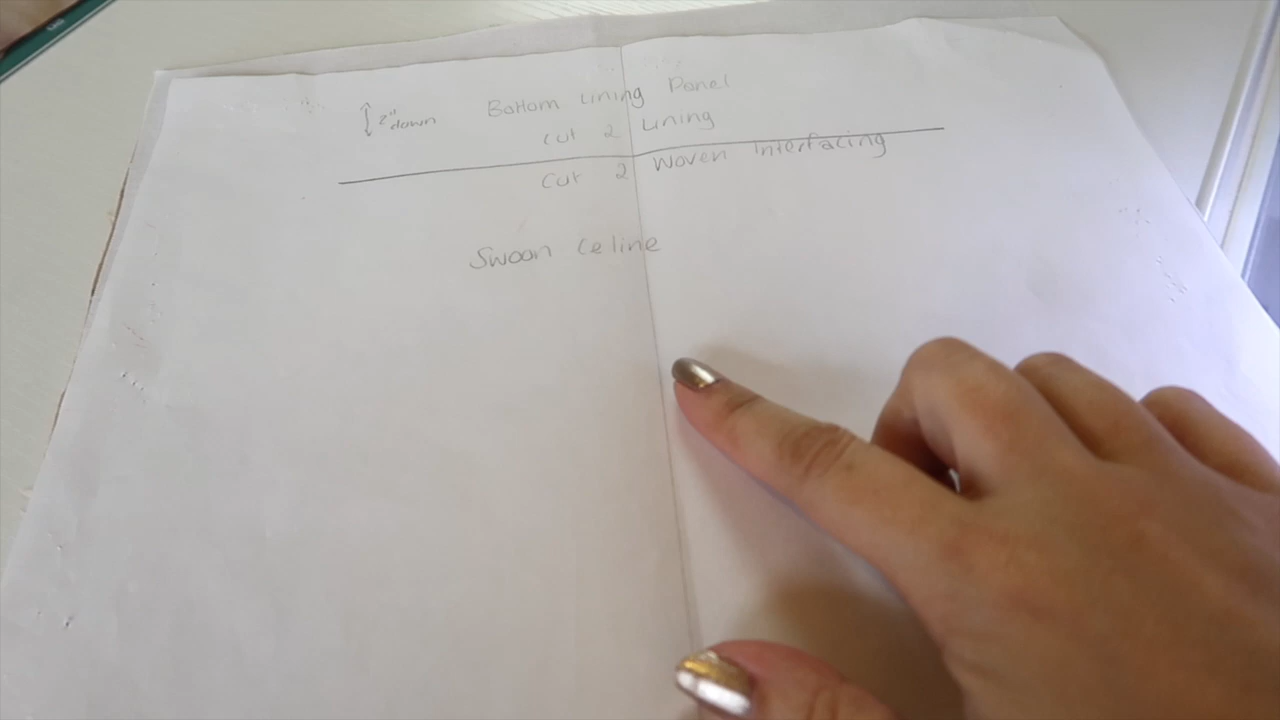 2" down
Bottom Lining Panel
Cut 2 Lining
Cut 2 Woven Interfacing
Swoon Celine